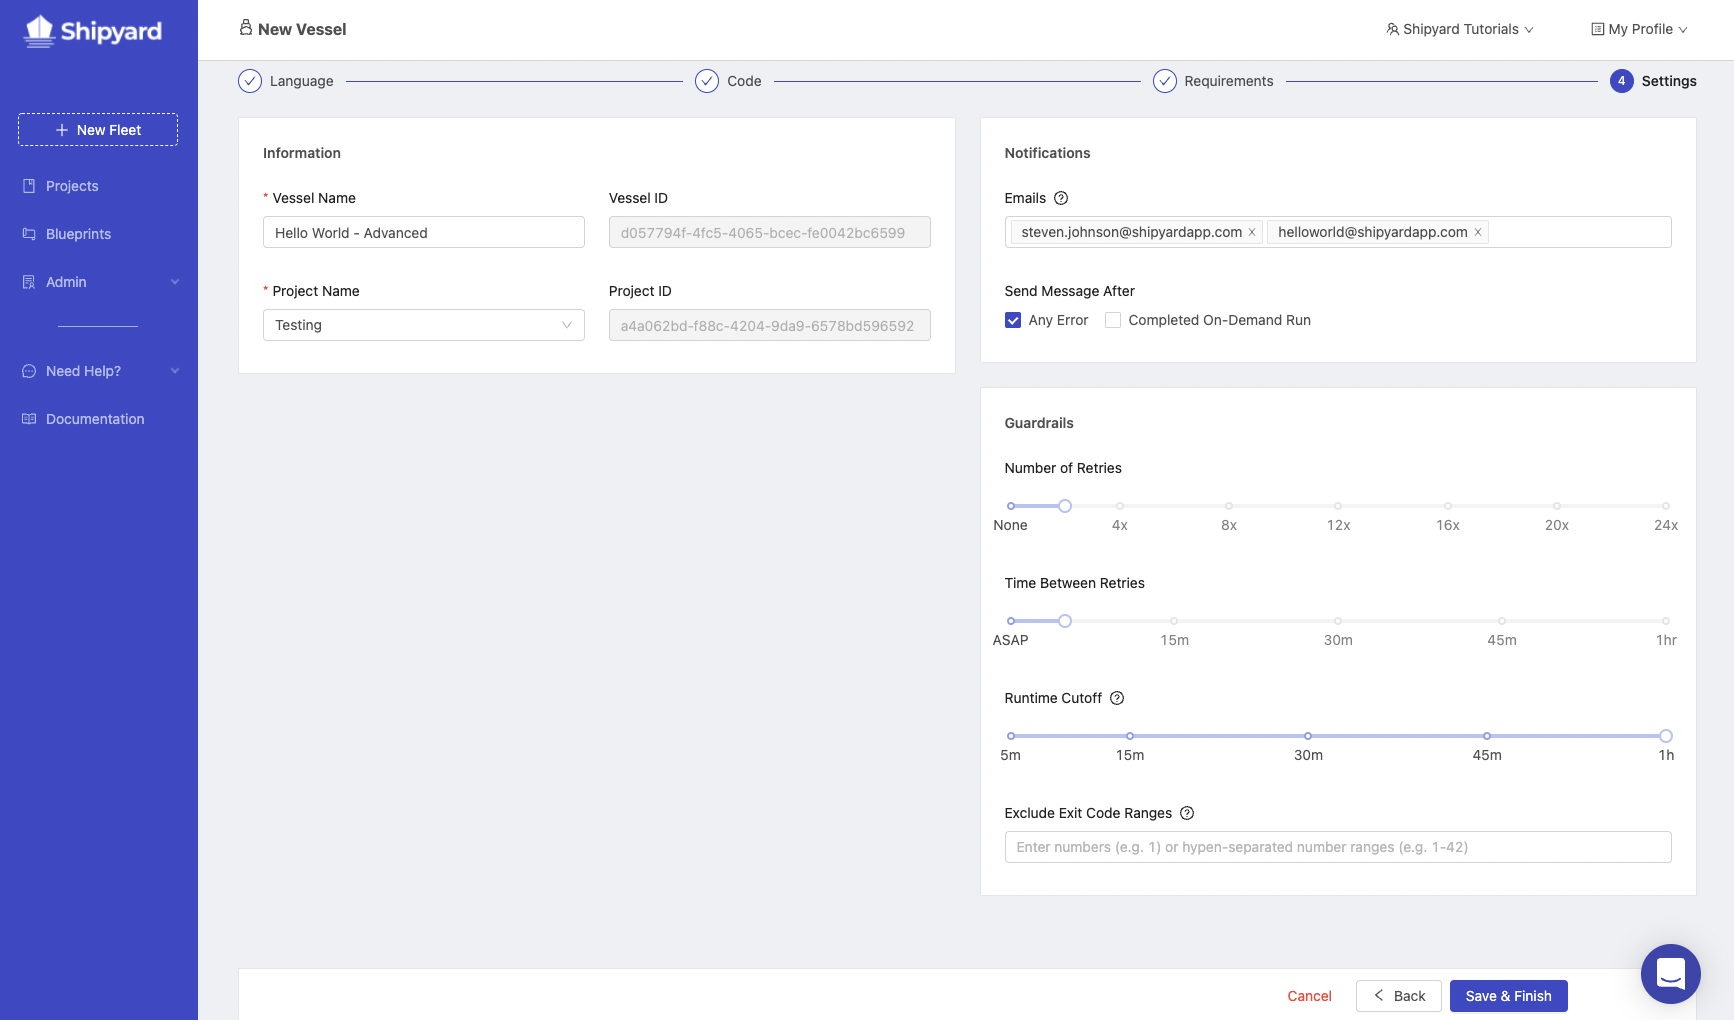 Shipyard
New Vessel
Shipyard Tutorials
My Profile
Language
Code
Requirements
4 Settings
New Fleet
Projects
Blueprints
Admin
Need Help?
Documentation
Information
* Vessel Name
Vessel ID
Hello World - Advanced
d057794f-4fc5-4065-bcec-fe0042bc6599
* Project Name
Project ID
Testing
a4a062bd-f88c-4204-9da9-6578bd596592
Notifications
Emails
steven.johnson@shipyardapp.com helloworld@shipyardapp.com
Send Message After
Any Error Completed On-Demand Run
Guardrails
Number of Retries
None 4x 8x 12x 16x 20x 24x
Time Between Retries
ASAP 15m 30m 45m 1hr
Runtime Cutoff
5m 15m 30m 45m 1h
Exclude Exit Code Ranges
Enter numbers (e.g. 1) or hypen-separated number ranges (e.g. 1-42)
Cancel
Back
Save & Finish